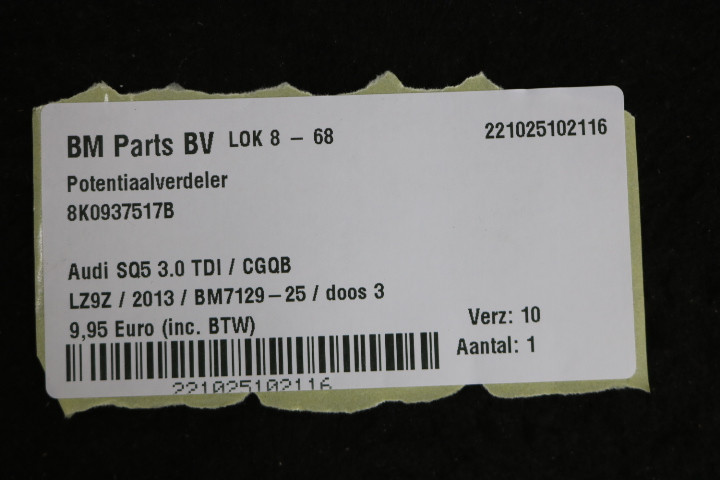 BM Parts BV LOK 8 - 68 221025102116
Potentiaalverdeler
8K0937517B
Audi SQ5 3.0 TDI / CGQB
LZ9Z / 2013 / BM7129-25 / doos 3
9,95 Euro (inc. BTW)
Verz: 10
Aantal: 1
221025102116